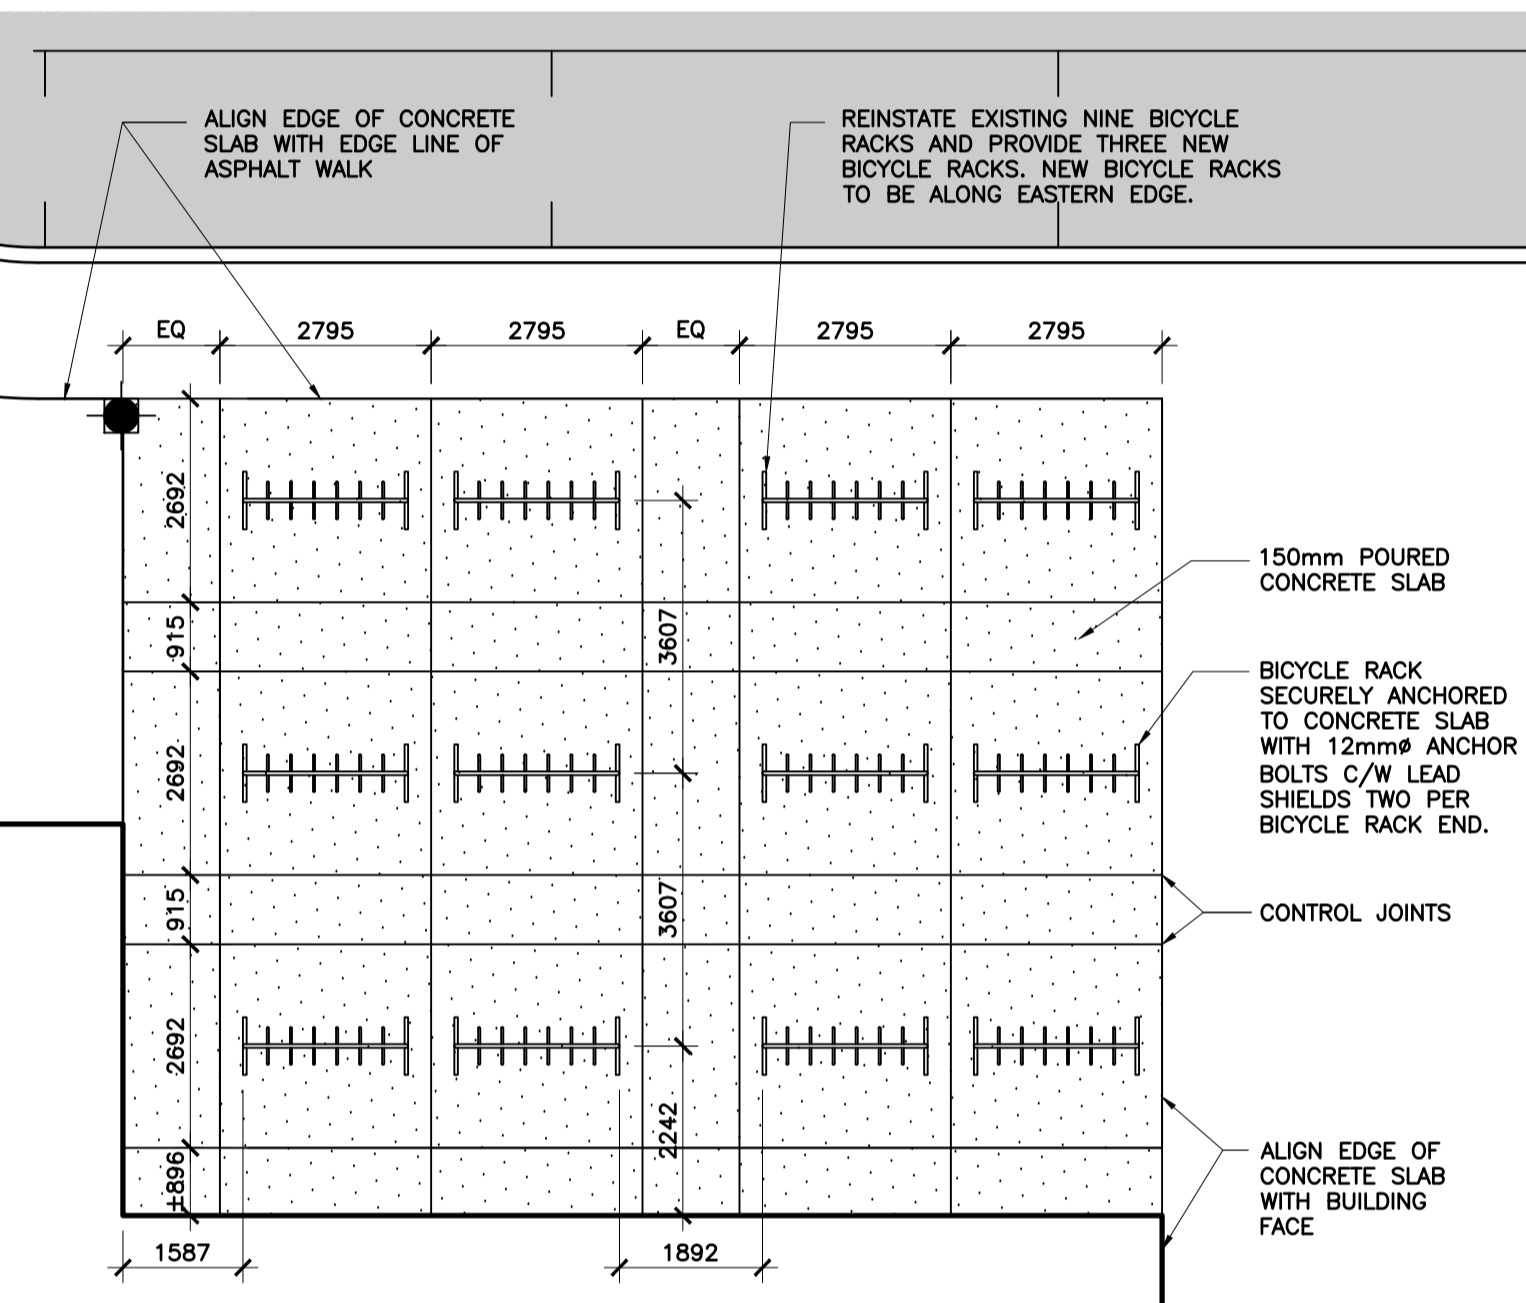 ALIGN EDGE OF CONCRETE
SLAB WITH EDGE LINE OF
ASPHALT WALK
REINSTATE EXISTING NINE BICYCLE
RACKS AND PROVIDE THREE NEW
BICYCLE RACKS. NEW BICYCLE RACKS
TO BE ALONG EASTERN EDGE.
EQ
2795
2795
EQ
2795
2795
2692
915
2692
915
2692
±896
3607
3607
2242
150mm POURED
CONCRETE SLAB
BICYCLE RACK
SECURELY ANCHORED
TO CONCRETE SLAB
WITH 12mmø ANCHOR
BOLTS C/W LEAD
SHIELDS TWO PER
BICYCLE RACK END.
CONTROL JOINTS
ALIGN EDGE OF
CONCRETE SLAB
WITH BUILDING
FACE
1587
1892